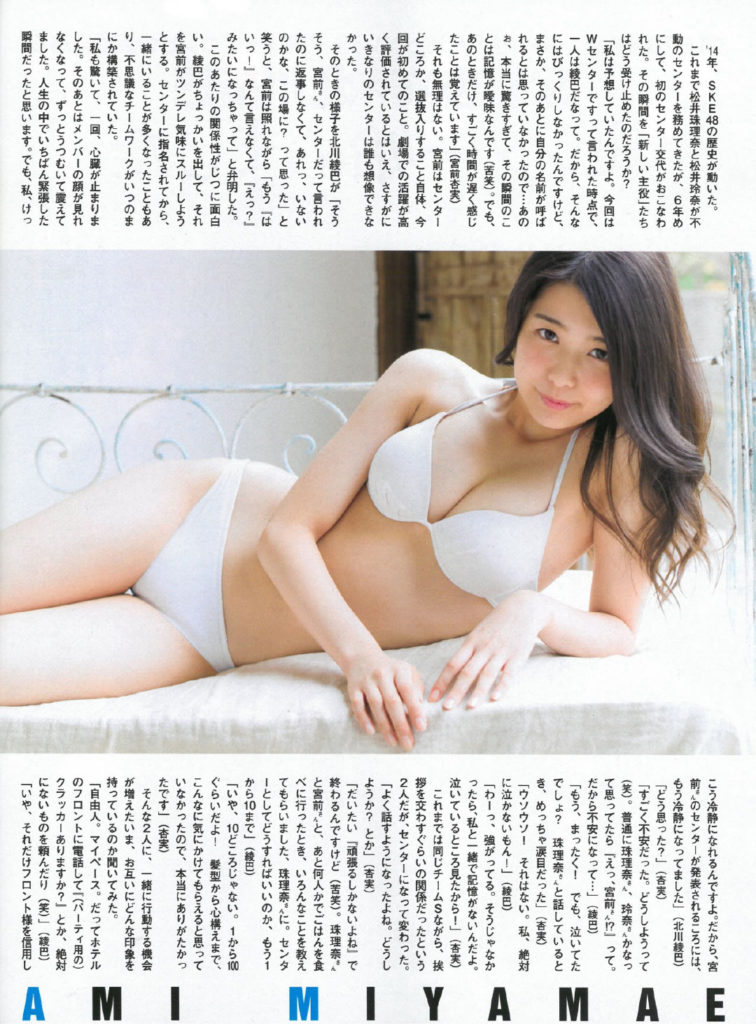 '14年、SKE48の歴史が動いた。
これまで松井珠理奈と松井玲奈が不
動のセンターを務めてきたが、6年め
にして、初のセンター交代がおこなわ
れた。その瞬間を「新しい主役」たち
はどう受け止めたのだろうか?
「私は予想していたんですよ。今回は
Wセンターですって言われた時点で、
一人は綾巴だなって。だから、そんな
にはびっくりしなかったんですけど、
まさか、そのあとに自分の名前が呼ば
れるとは思っていなかったので…あの
ぉ、本当に驚きすぎて、その瞬間のこ
とは記憶が曖昧なんです(苦笑)。でも、
あのときだけ、すごく時間が遅く感じ
たことは覚えています」(宮前杏実)
それも無理はない。宮前はセンター
どころか、選抜入りすること自体、今
回が初めてのこと。劇場での活躍が高
く評価されているとはいえ、さすがに
いきなりのセンターは誰も想像できな
かった。
そのときの様子を北川綾巴が「そう
そう、宮前さん、センターだって言われ
たのに返事しなくて、あれっ、いない
のかな、この場に?って思った」と
笑うと、宮前は照れながら「もう『は
いっ!』なんて言えなくて、『えっ?』
みたいになっちゃって」と弁明した。
このあたりの関係性がじつに面白
い。綾巴がちょっかいを出して、それ
を宮前がツンデレ気味にスルーしよう
とする。センターに指名されてから、
一緒にいることが多くなったこともあ
り、不思議なチームワークがいつのま
にか構築されていた。
「私も驚いて、一回、心臓が止まりま
した。そのあとはメンバーの顔が見れ
なくなって、ずっとうつむいて震えて
ました。人生の中でいちばん緊張した
瞬間だったと思います。でも、私、けっ
こう冷静になれるんですよ。だから、宮
前さんのセンターが発表されるころには、
もう冷静になってました」(北川綾巴)
「どう思った?」(杏実)
「すごく不安だった。どうしようって
(笑)。普通に珠理奈さん、玲奈さんかなっ
て思ってたら『えっ、宮前さん!?』って。
だから不安になって…」(綾巴)
「もう、まったく! でも、泣いてた
でしょ? 珠理奈さんと話していると
き、めっちゃ涙目だった」(杏実)
「ウソウソ! それはない。私、絶対
に泣かないもん!」(綾巴)
「わーっ、強がってる。そうじゃなか
ったら、私と一緒で記憶がないんだよ。
泣いているところ見たから!」(杏実)
これまでは同じチームSながら、挨
拶を交わすぐらいの関係だったという
2人だが、センターになって変わった。
「よく話すようになったよね。どうし
ようか?とか」(杏実)
「だいたい『頑張るしかないよね』で
終わるんですけど(苦笑)。珠理奈さん
と宮前さんと、あと何人かでごはんを食
べに行ったとき、いろんなことを教え
てもらいました、珠理奈さんに。センタ
ーとしてどうすればいいのか、もう1
から10まで」(綾巴)
「いや、10どころじゃない。1から100
ぐらいだよ! 髪型から心構えまで、
こんなに気にかけてもらえると思って
いなかったので、本当にありがたかっ
たです」(杏実)
そんな2人に、一緒に行動する機会
が増えたいま、お互いにどんな印象を
持っているのか聞いてみた。
「自由人。マイペース。だってホテル
のフロントに電話して『(パーティ用の)
クラッカーありますか?』とか、絶対
にないものを頼んだり(笑)」(綾巴)
「いや、それだけフロント様を信用し
AMI MIYAMAE